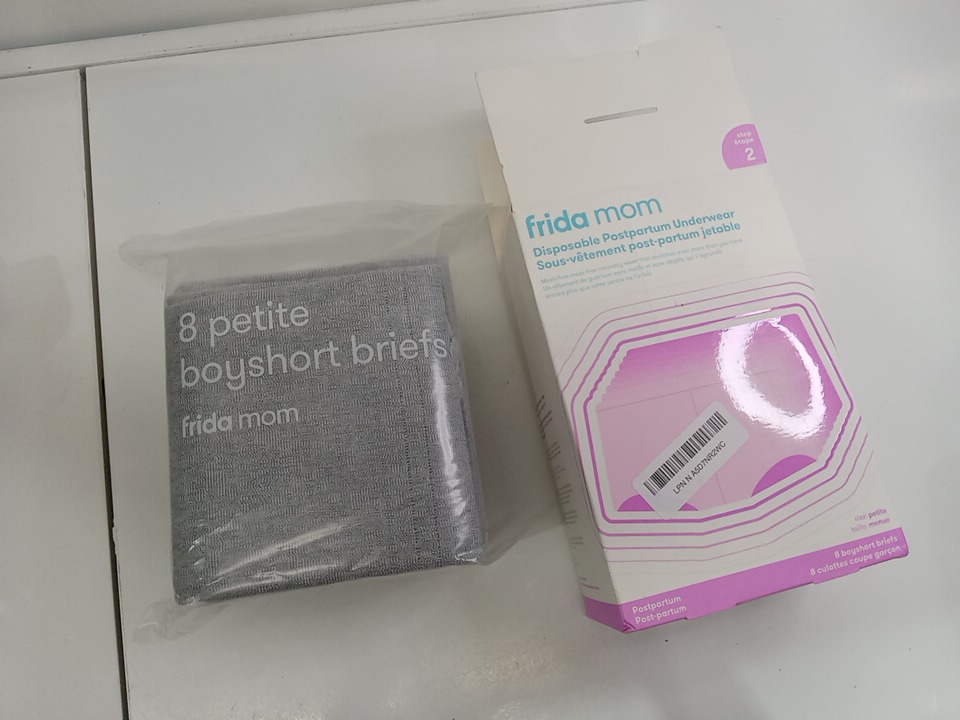 8 petite
boyshort briefs
frida mom
step
étape
2
frida mom
Disposable Postpartum Underwear
Sous-vêtement post-partum jetable
LPN N A5D7NR2WC
size: petite
taille: menue
8 boyshort briefs
8 culottes coupe garçon
Postpartum
Post-partum